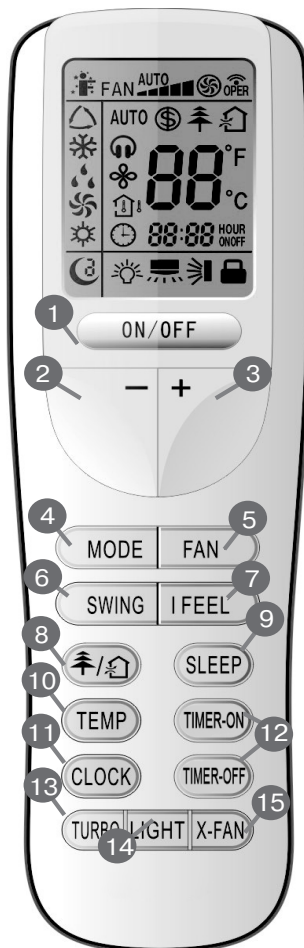 FAN AUTO OPER
AUTO
88 °F °C
88:88 HOUR ONOFF
1
ON/OFF
2 - + 3
4 MODE FAN 5
6 SWING I FEEL 7
8 / SLEEP 9
10 TEMP TIMER-ON
11 CLOCK TIMER-OFF 12
13 TURBO LIGHT X-FAN 15
14